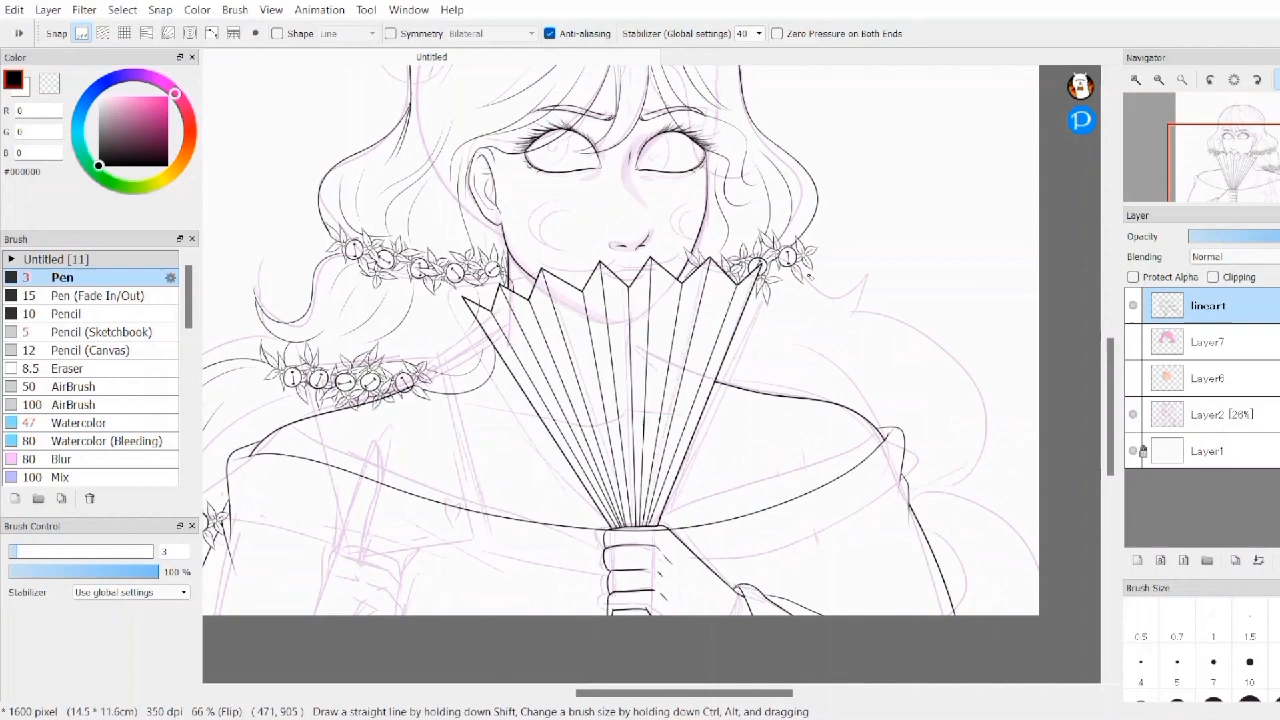 Edit Layer Filter Select Snap Color Brush View Animation Tool Window Help
Snap Shape Line Symmetry Bilateral Anti-aliasing Stabilizer (Global settings) 40 Zero Pressure on Both Ends
Color
Untitled
Navigator
R 0
G 0
B 0
#000000
Brush
Untitled [11]
3 Pen
15 Pen (Fade In/Out)
10 Pencil
5 Pencil (Sketchbook)
12 Pencil (Canvas)
8.5 Eraser
50 AirBrush
100 AirBrush
47 Watercolor
80 Watercolor (Bleeding)
80 Blur
100 Mix
Brush Control
3
100 %
Stabilizer Use global settings
Layer
Opacity
Blending Normal
Protect Alpha Clipping
lineart
Layer7
Layer6
Layer2 [26%]
Layer1
Brush Size
0.5 0.7 1 1.5
4 5 7 10
* 1600 pixel (14.5 * 11.6cm) 350 dpi 66 % (Flip) ( 471, 905) Draw a straight line by holding down Shift, Change a brush size by holding down Ctrl, Alt, and dragging